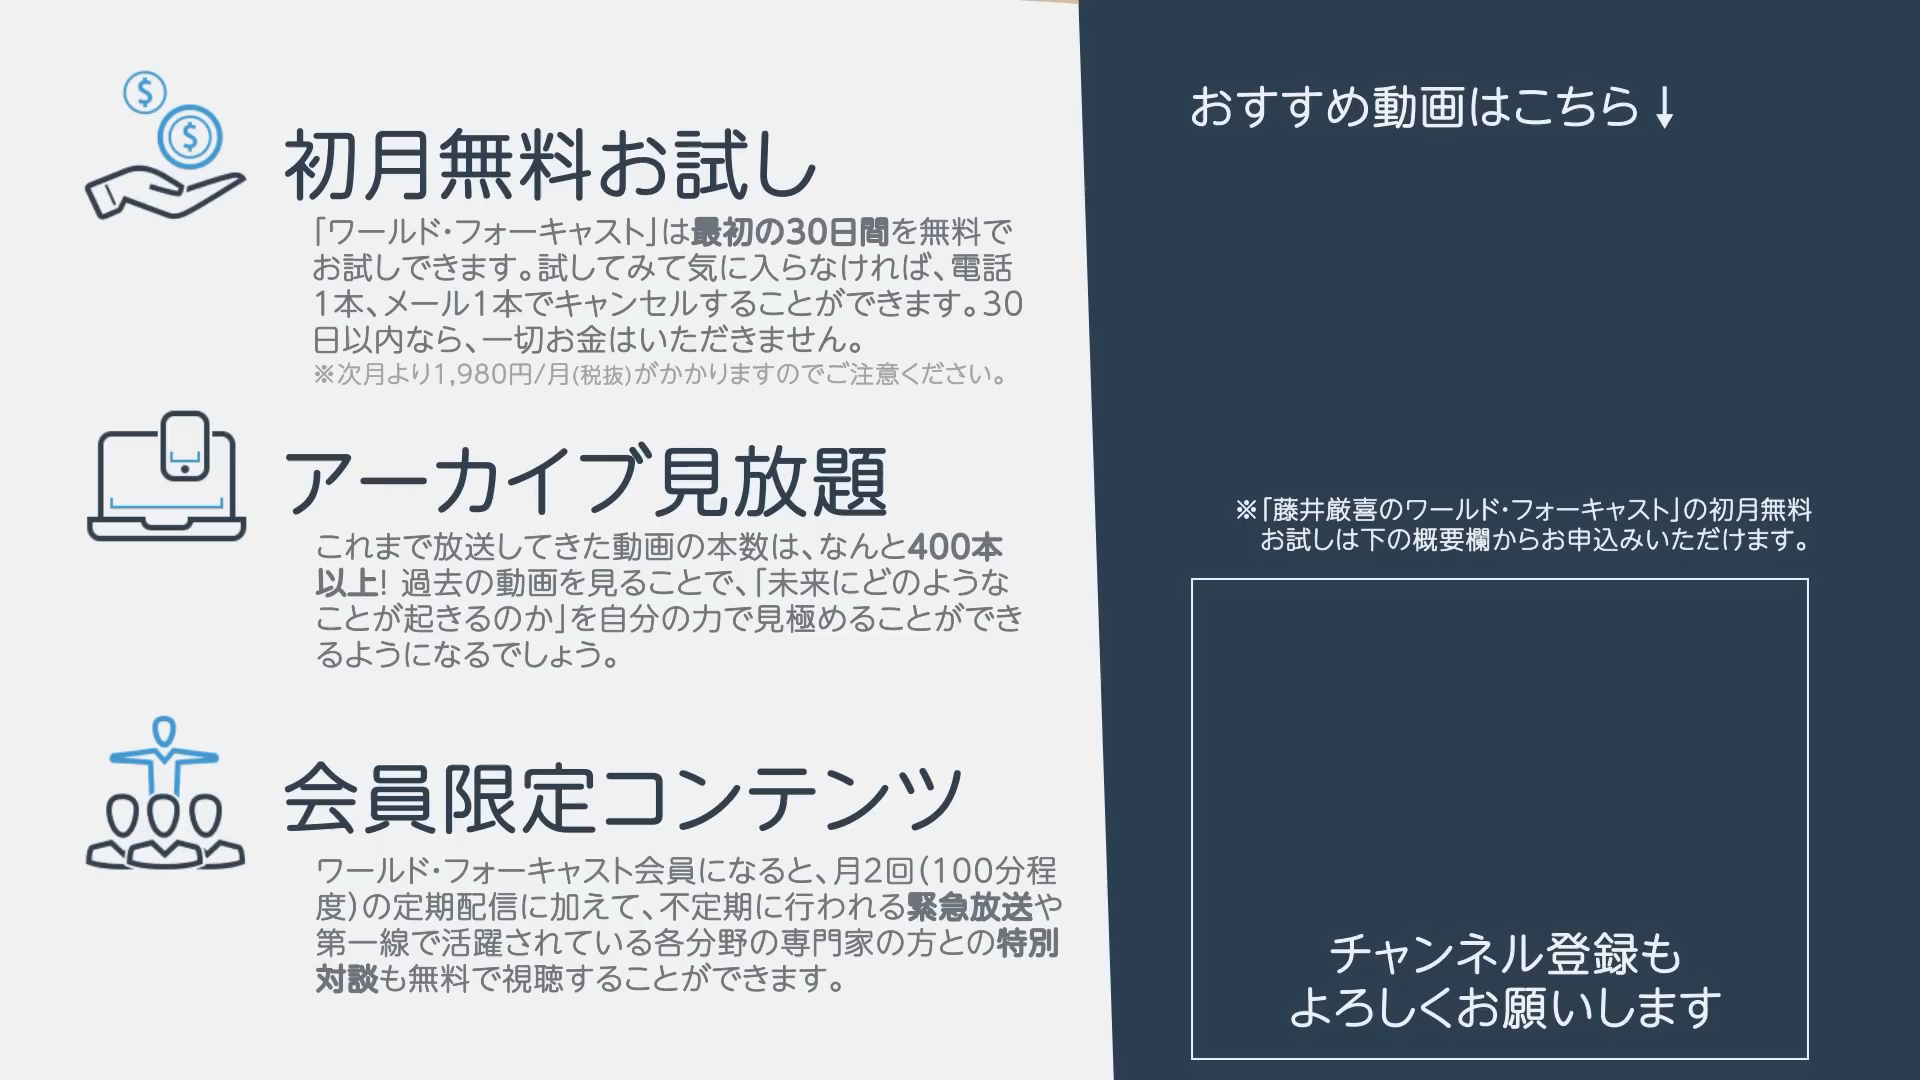 初月無料お試し
「ワールド・フォーキャスト」は最初の30日間を無料で
お試しできます。試してみて気に入らなければ、電話
1本、メール1本でキャンセルすることができます。30
日以内なら、一切お金はいただきません。
※次月より1,980円/月(税抜)がかかりますのでご注意ください。
アーカイブ見放題
これまで放送してきた動画の本数は、なんと400本
以上! 過去の動画を見ることで、「未来にどのような
ことが起きるのか」を自分の力で見極めることができ
るようになるでしょう。
会員限定コンテンツ
ワールド・フォーキャスト会員になると、月2回(100分程
度)の定期配信に加えて、不定期に行われる緊急放送や
第一線で活躍されている各分野の専門家の方との特別
対談も無料で視聴することができます。
おすすめ動画はこちら↓
※「藤井厳喜のワールド・フォーキャスト」の初月無料
お試しは下の概要欄からお申込みいただけます。
チャンネル登録も
よろしくお願いします